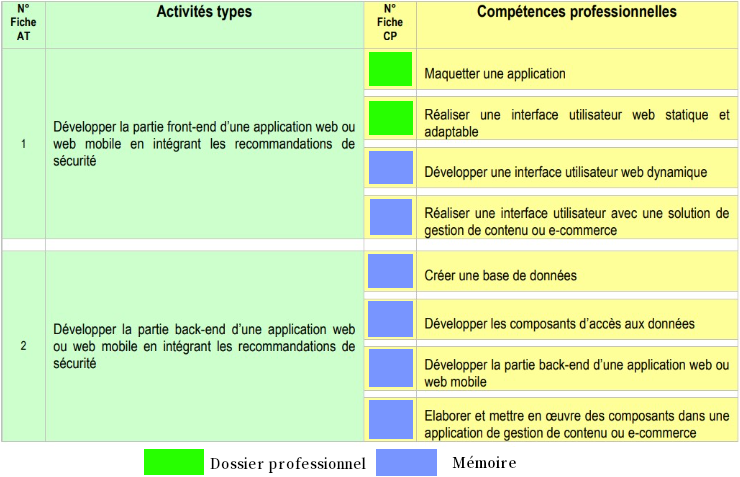 N°
Fiche
AT
Activités types
N°
Fiche
CP
Compétences professionnelles
1
Développer la partie front-end d'une application web ou
web mobile en intégrant les recommandations de
sécurité
Maquetter une application
Réaliser une interface utilisateur web statique et
adaptable
Développer une interface utilisateur web dynamique
Réaliser une interface utilisateur avec une solution de
gestion de contenu ou e-commerce
2
Développer la partie back-end d'une application web
ou web mobile en intégrant les recommandations de
sécurité
Créer une base de données
Développer les composants d'accès aux données
Développer la partie back-end d'une application web ou
web mobile
Elaborer et mettre en œuvre des composants dans une
application de gestion de contenu ou e-commerce
Dossier professionnel
Mémoire